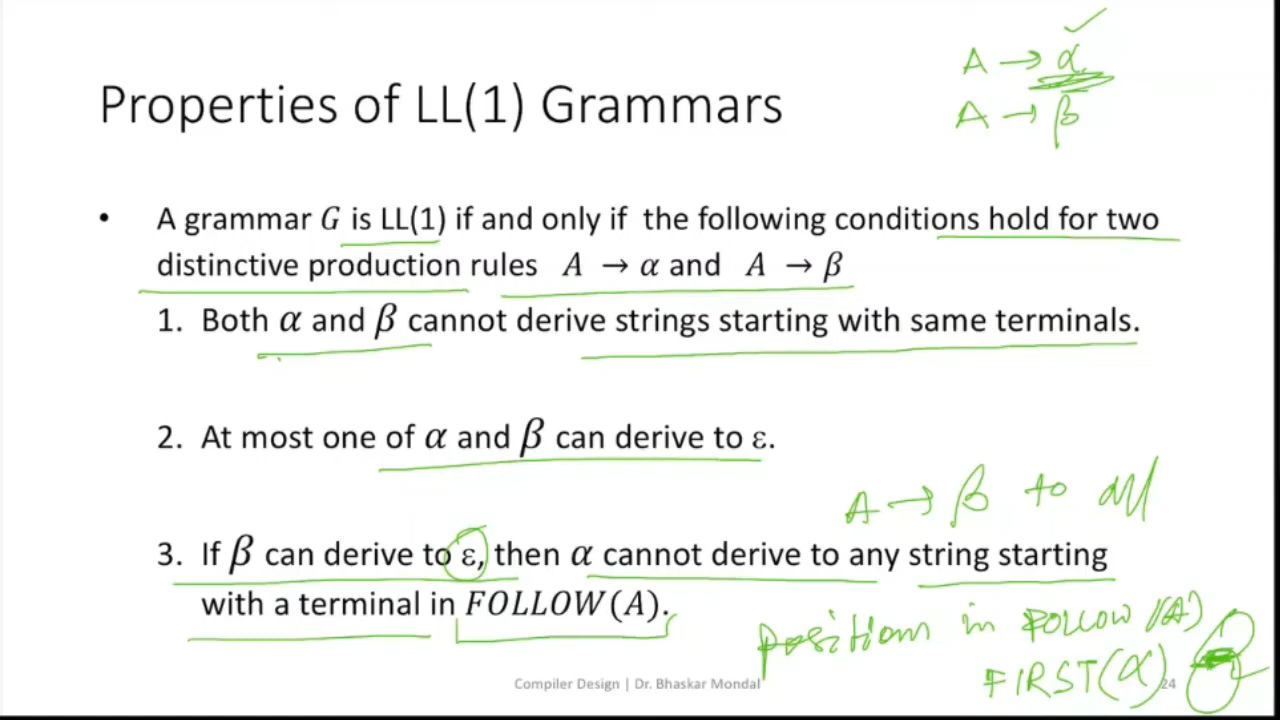 A → α
Properties of LL(1) Grammars
A → β
• A grammar G is LL(1) if and only if the following conditions hold for two
distinctive production rules A → α and A → β
1. Both α and β cannot derive strings starting with same terminals.
2. At most one of α and β can derive to ε.
A → β to all
3. If β can derive to ε, then α cannot derive to any string starting
with a terminal in FOLLOW(A).
positions in FOLLOW(A)
FIRST(α)
Compiler Design | Dr. Bhaskar Mondal
24